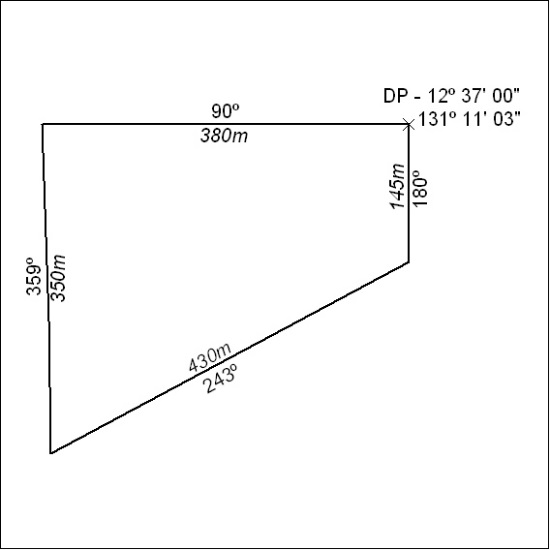 DP - 12º 37' 00"
131º 11' 03"
90º
380m
145m
180º
359º
350m
430m
243º